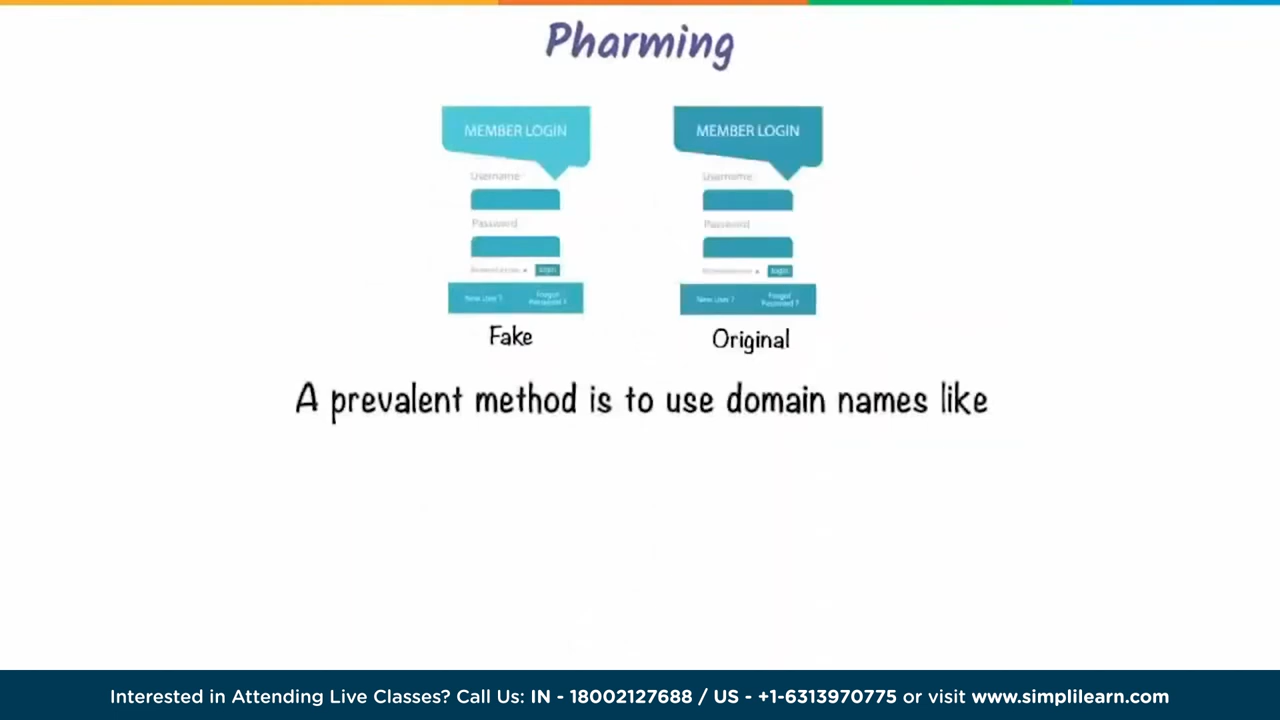 Pharming
MEMBER LOGIN MEMBER LOGIN
Username Username
Password Password
login login
New User ? Forgot Password ? New User ? Forgot Password ?
Fake Original
A prevalent method is to use domain names like
Interested in Attending Live Classes? Call Us: IN - 18002127688 / US - +1-6313970775 or visit www.simplilearn.com